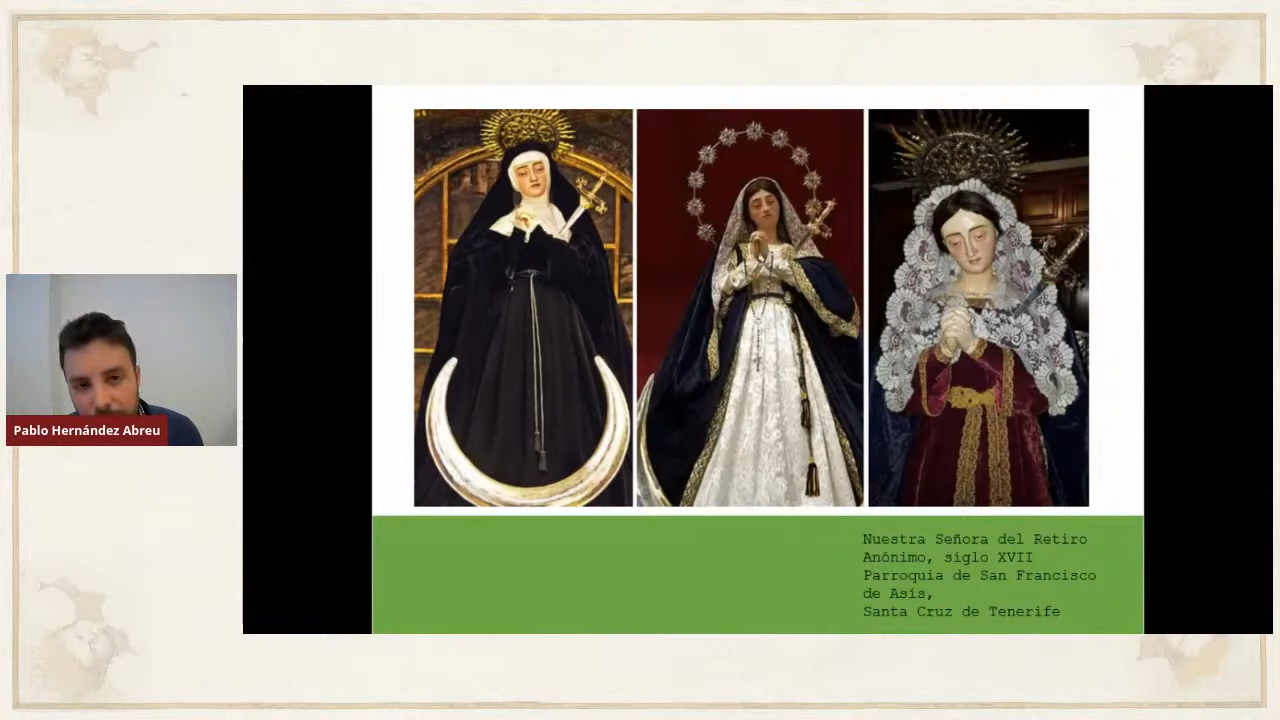 Pablo Hernández Abreu
Nuestra Señora del Retiro
Anónimo, siglo XVII
Parroquia de San Francisco
de Asís,
Santa Cruz de Tenerife